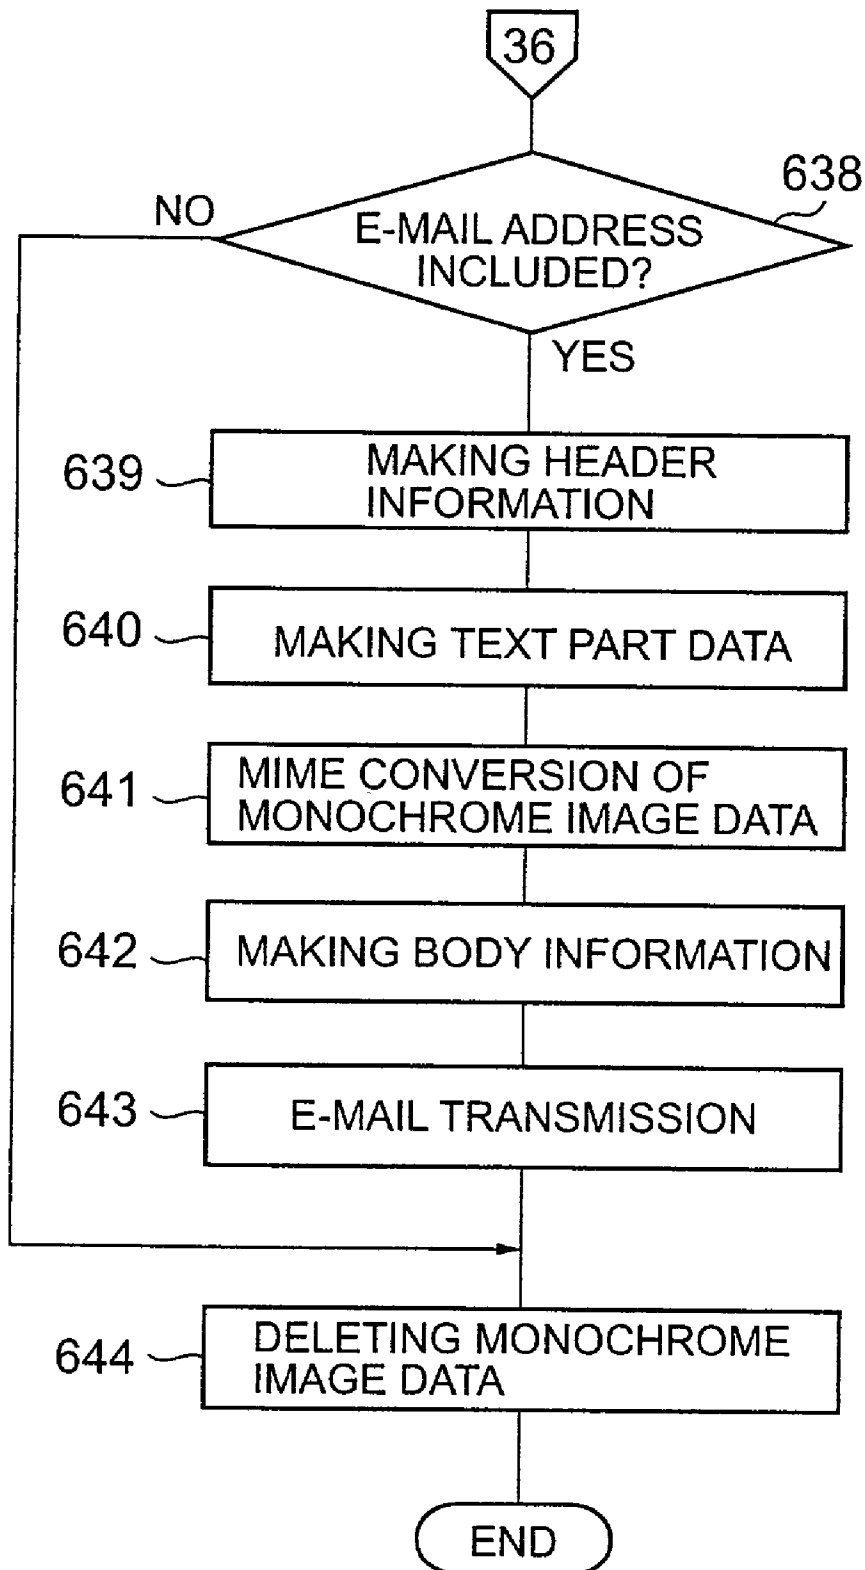 36
638
NO
E-MAIL ADDRESS
INCLUDED?
YES
639
MAKING HEADER
INFORMATION
640
MAKING TEXT PART DATA
641
MIME CONVERSION OF
MONOCHROME IMAGE DATA
642
MAKING BODY INFORMATION
643
E-MAIL TRANSMISSION
644
DELETING MONOCHROME
IMAGE DATA
END